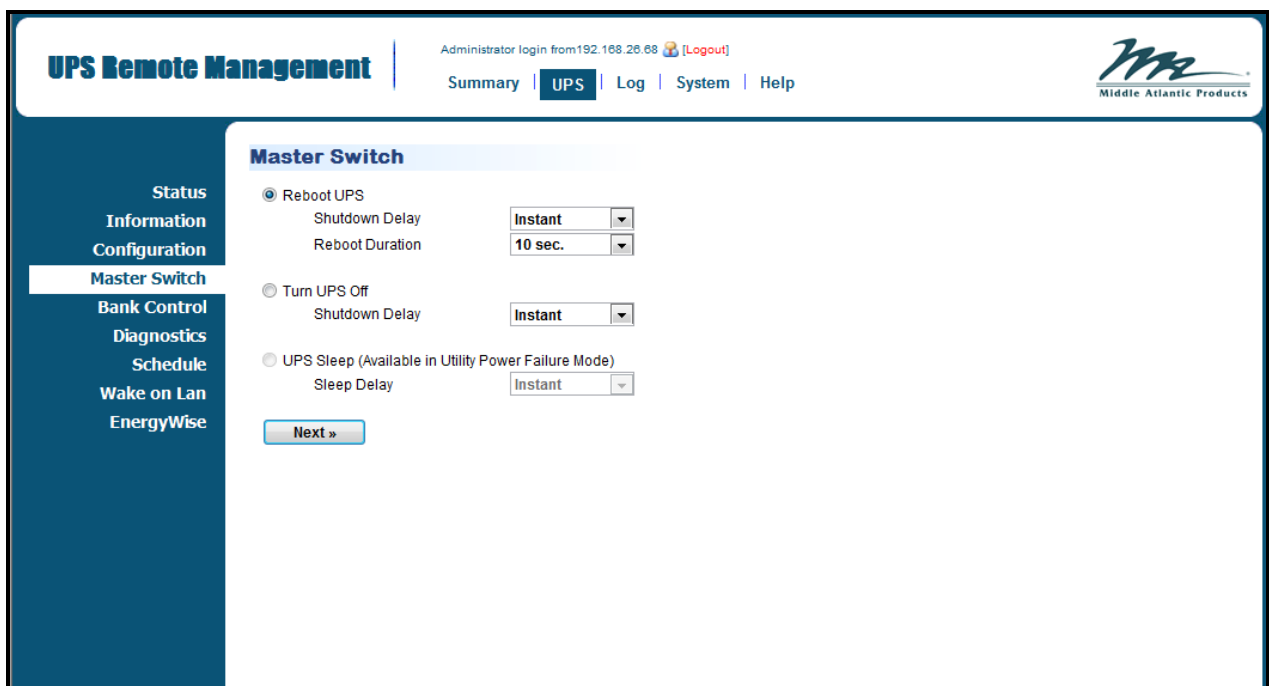 UPS Remote Management
Administrator login from192.168.26.68 [Logout]
Summary | UPS | Log | System | Help
Middle Atlantic Products
Master Switch
Status
Information
Configuration
Master Switch
Bank Control
Diagnostics
Schedule
Wake on Lan
EnergyWise
Reboot UPS
Shutdown Delay Instant
Reboot Duration 10 sec.
Turn UPS Off
Shutdown Delay Instant
UPS Sleep (Available in Utility Power Failure Mode)
Sleep Delay Instant
Next »